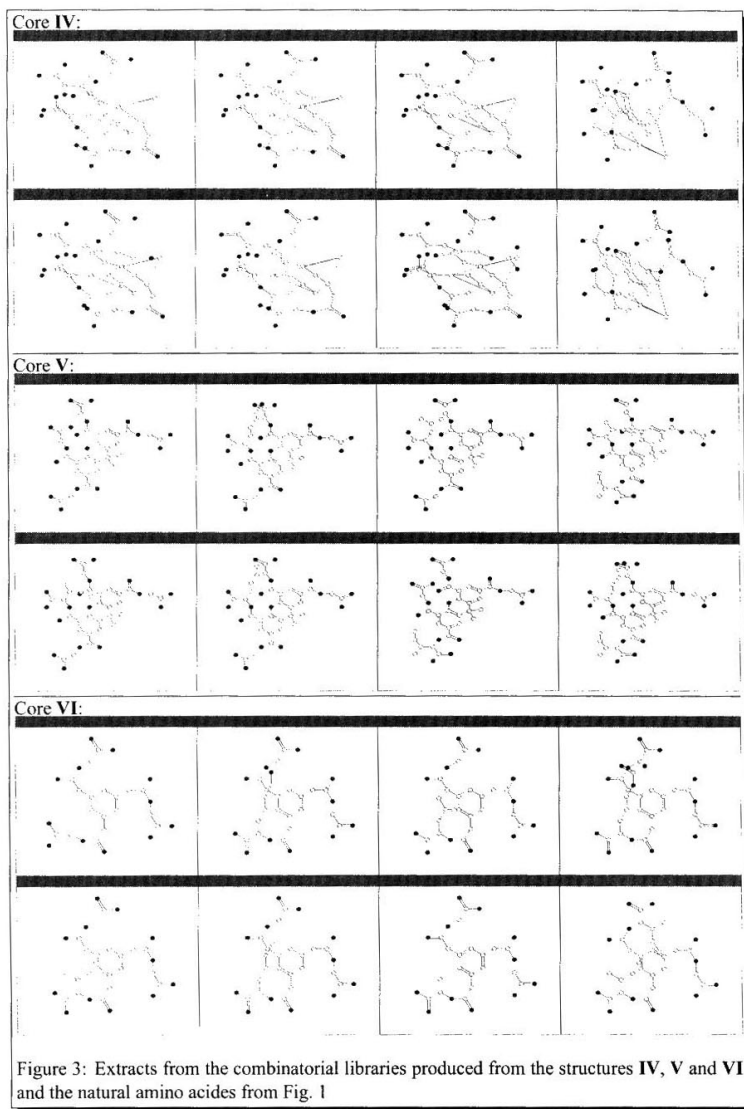 Core IV:
Core V:
Core VI:
Figure 3: Extracts from the combinatorial libraries produced from the structures IV, V and VI
and the natural amino acides from Fig. 1